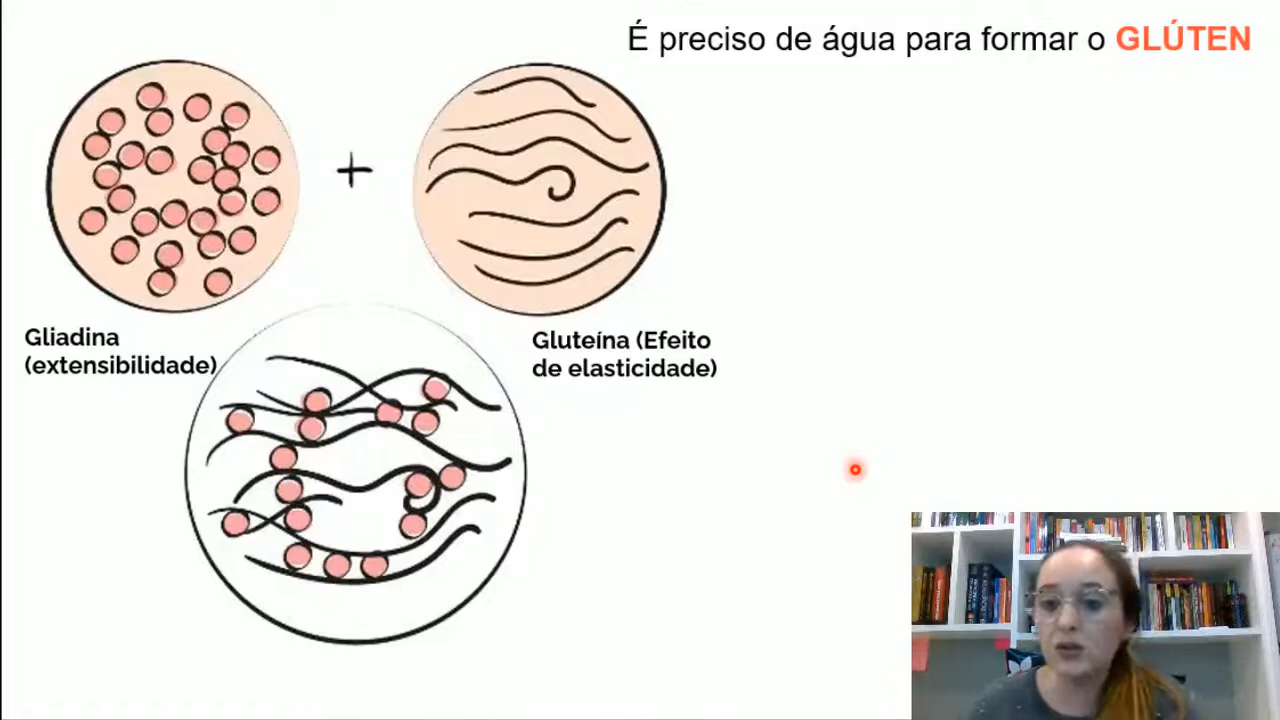 É preciso de água para formar o GLÚTEN
+
Gliadina
(extensibilidade)
Gluteína (Efeito
de elasticidade)